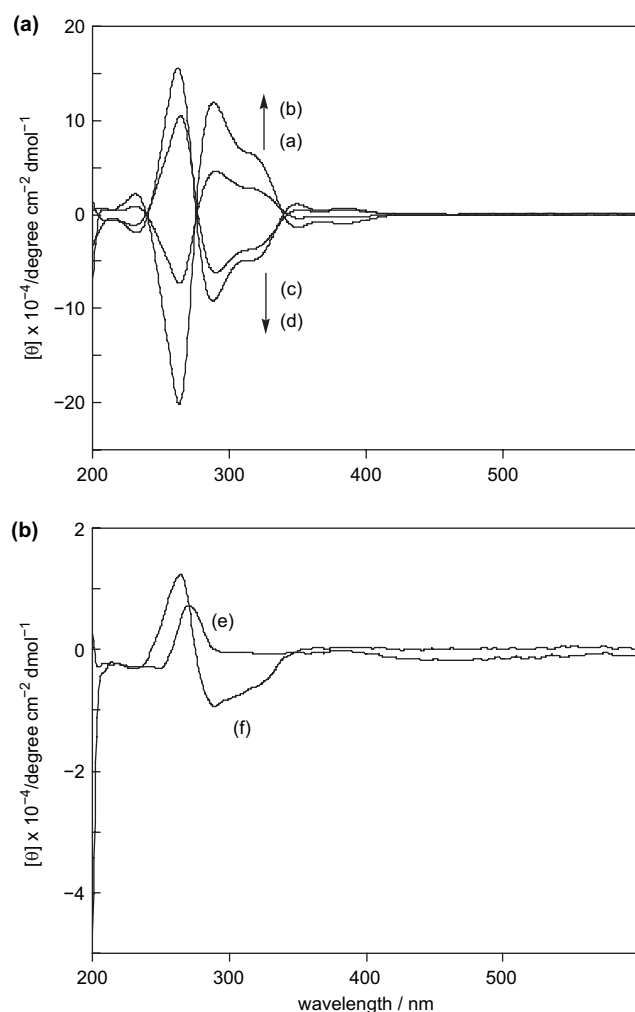 (a)
20
10
0
−10
−20
[θ] x 10⁻⁴/degree cm⁻² dmol⁻¹
(b)
(a)
(c)
(d)
200
300
400
500
(b)
2
0
−2
−4
[θ] x 10⁻⁴/degree cm⁻² dmol⁻¹
(e)
(f)
200
300
400
500
wavelength / nm